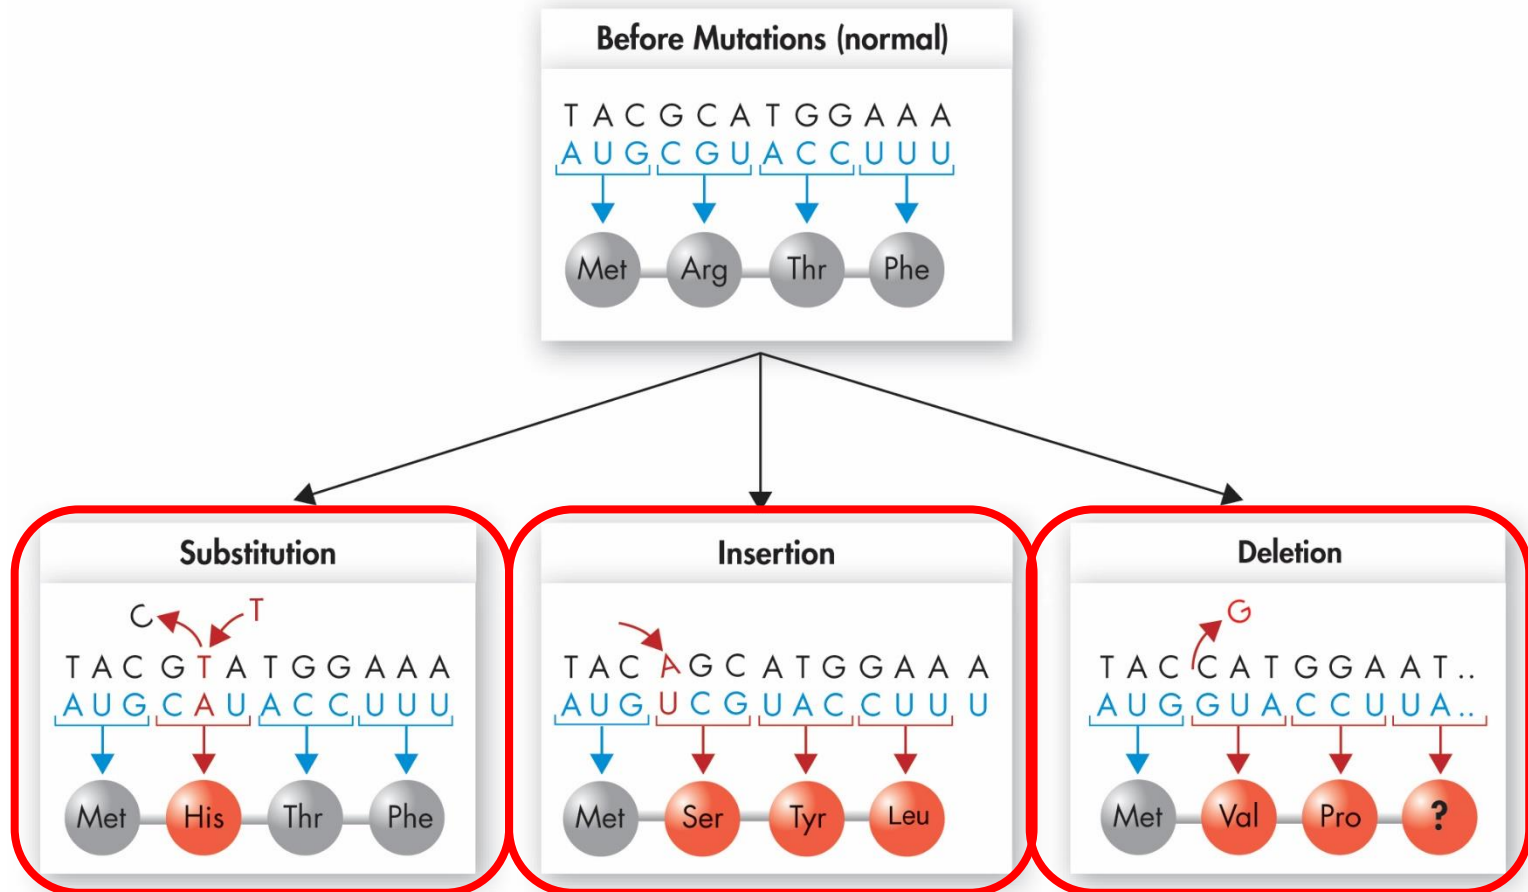 Before Mutations (normal)
T A C G C A T G G A A A
A U G C G U A C C U U U
Met Arg Thr Phe
Substitution
C T
T A C G T A T G G A A A
A U G C A U A C C U U U
Met His Thr Phe
Insertion
T A C A G C A T G G A A A
A U G U C G U A C C U U U
Met Ser Tyr Leu
Deletion
G
T A C C A T G G A A T . .
A U G G U A C C U U A . .
Met Val Pro ?